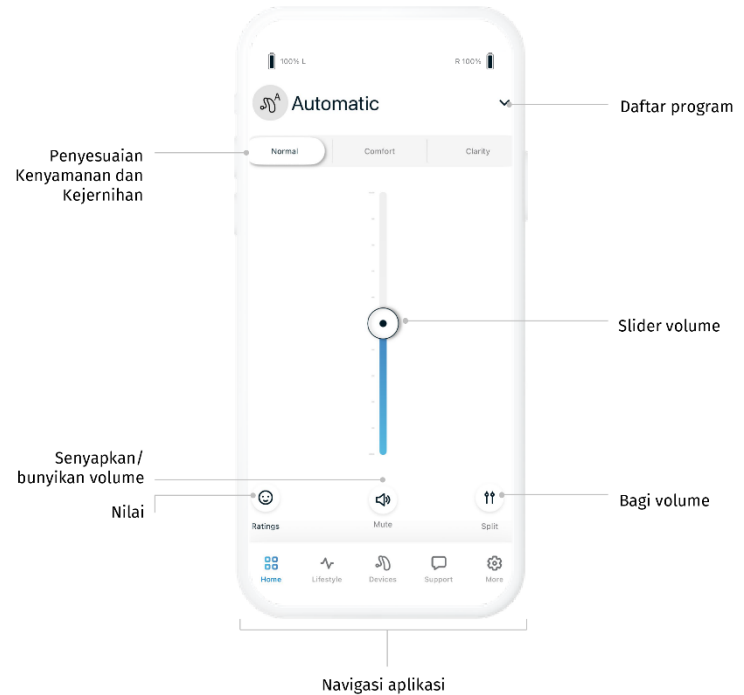 100% L
R 100%
A
Automatic
Daftar program
Normal
Comfort
Clarity
Penyesuaian
Kenyamanan dan
Kejernihan
Slider volume
Senyapkan/
bunyikan volume
Nilai
Bagi volume
Ratings
Mute
Split
Home
Lifestyle
Devices
Support
More
Navigasi aplikasi